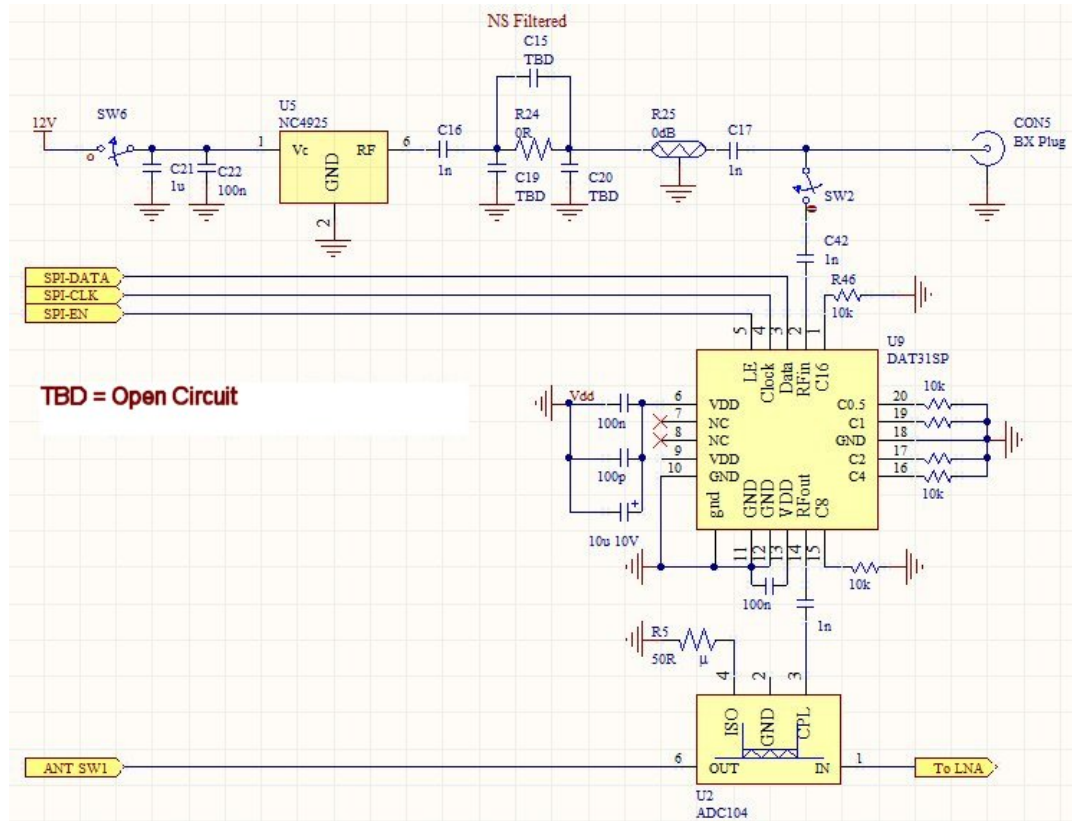 NS Filtered
C15
TBD
12V
SW6
U5
NC4925
1
Vc
GND
RF
6
2
C21
1u
C22
100n
C16
1n
R24
0R
C19
TBD
C20
TBD
R25
0dB
C17
1n
CON5
BX Plug
SW2
C42
1n
R46
10k
SPI-DATA
SPI-CLK
SPI-EN
5
4
3
2
1
U9
DAT31SP
LE
Clock
Data
RFin
C16
TBD = Open Circuit
Vdd
100n
100p
10u 10V
6
7
8
9
10
VDD
NC
NC
VDD
GND
C0.5
C1
GND
C2
C4
20
19
18
17
16
10k
10k
gnd
GND
GND
VDD
RFout
C8
11
12
13
14
15
100n
10k
1n
R5
50R
μ
4
2
3
ISO
GND
CPL
ANT SW1
6
OUT
IN
1
To LNA
U2
ADC104